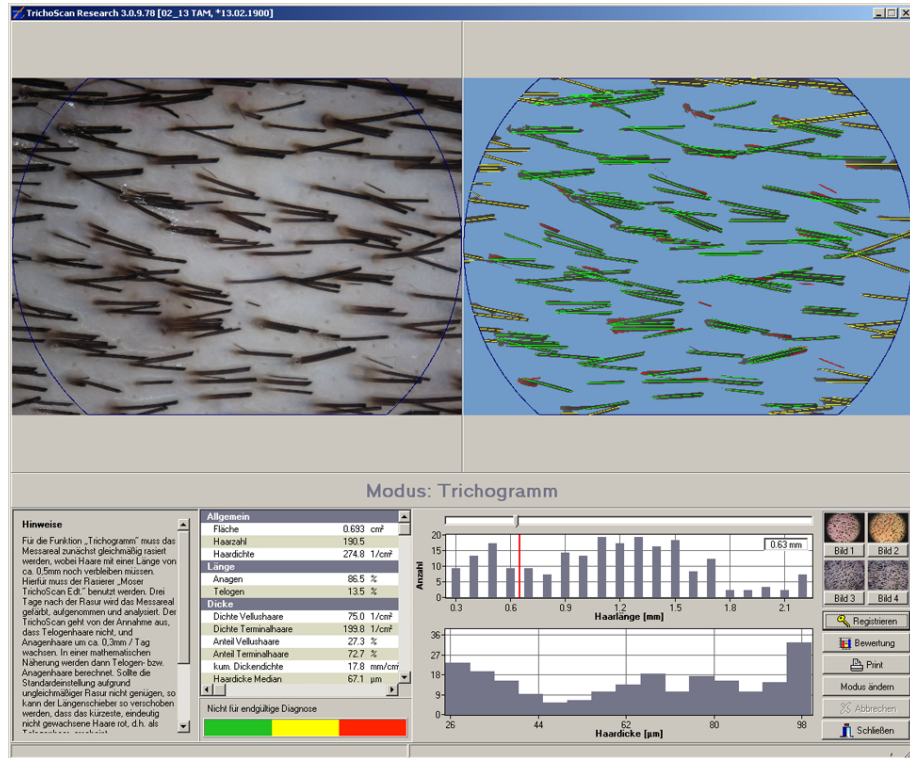 TrichoScan Research 3.0.9.78 [02_13 TAM, *13.02.1900]
Modus: Trichogramm
Hinweise
Für die Funktion „Trichogramm" muss das
Messareal zunächst gleichmäßig rasiert
werden, wobei Haare mit einer Länge von
ca. 0,5mm noch verbleiben müssen.
Hierfür muss der Rasierer „Moser
TrichoScan Edt." benutzt werden. Drei
Tage nach der Rasur wird das Messareal
gefärbt, aufgenommen und analysiert. Der
TrichoScan geht von der Annahme aus,
dass Telogenhaare nicht, und
Anagenhaare um ca. 0,3mm / Tag
wachsen. In einer mathematischen
Näherung werden dann Telogen- bzw.
Anagenhaare berechnet. Sollte die
Standardeinstellung aufgrund
ungleichmäßiger Rasur nicht genügen, so
kann der Längenschieber so verschoben
werden, dass das kürzeste, eindeutig
nicht gewachsene Haare rot, d.h. als
Allgemein
Fläche 0.693 cm²
Haarzahl 190.5
Haardichte 274.8 1/cm²
Länge
Anagen 86.5 %
Telogen 13.5 %
Dicke
Dichte Vellushaare 75.0 1/cm²
Dichte Terminalhaare 199.8 1/cm²
Anteil Vellushaare 27.3 %
Anteil Terminalhaare 72.7 %
kum. Dickendichte 17.8 mm/cm²
Haardicke Median 67.1 µm
Nicht für endgültige Diagnose
Anzahl
20
15
10
5
0
0.63 mm
0.3 0.6 0.9 1.2 1.5 1.8 2.1
Haarlänge [mm]
36
27
18
9
0
26 44 62 80 98
Haardicke [µm]
Bild 1 Bild 2
Bild 3 Bild 4
Registrieren
Bewertung
Print
Modus ändern
Abbrechen
Schließen